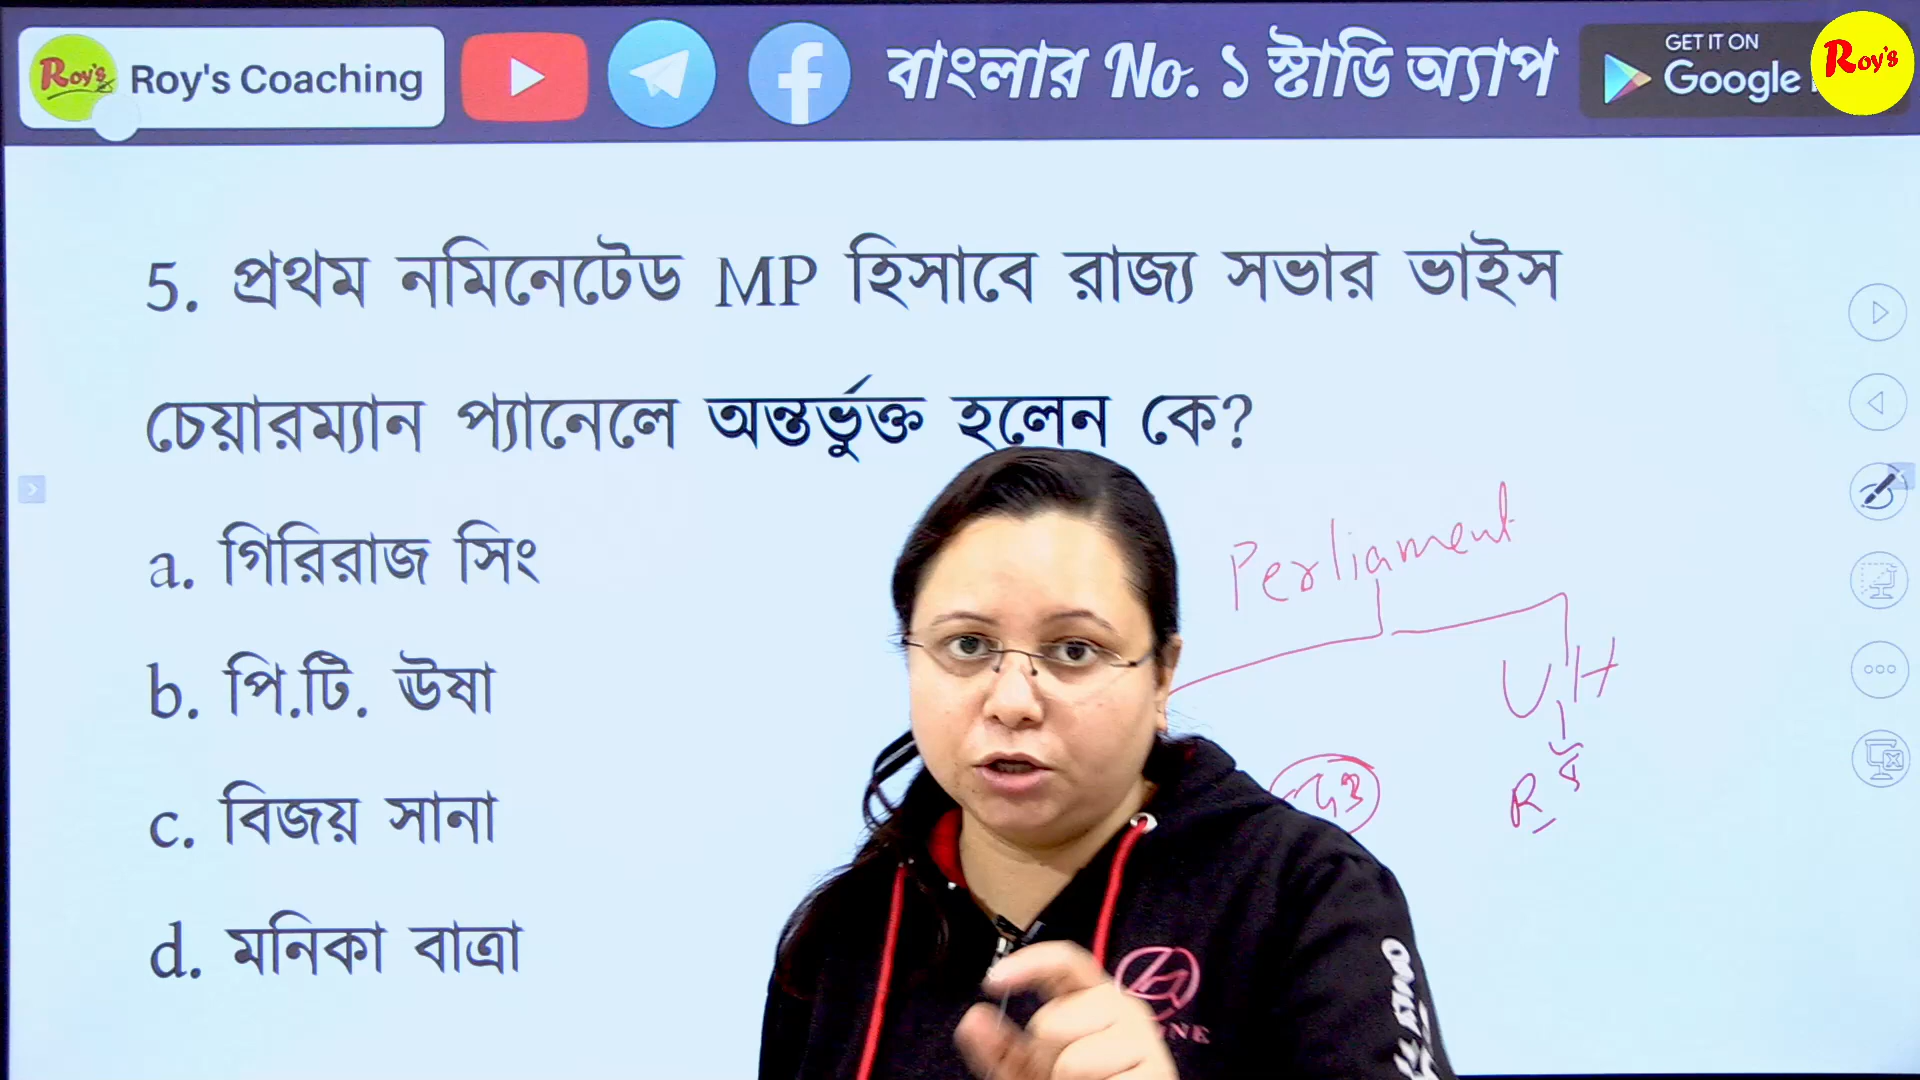 Roy's Roy's Coaching বাংলার No. ১ স্টাডি অ্যাপ GET IT ON Google Roy's
5. প্রথম নমিনেটেড MP হিসাবে রাজ্য সভার ভাইস
চেয়ারম্যান প্যানেলে অন্তর্ভুক্ত হলেন কে?
a. গিরিরাজ সিং
b. পি.টি. ঊষা
c. বিজয় সানা
d. মনিকা বাত্রা
Perliament
U H